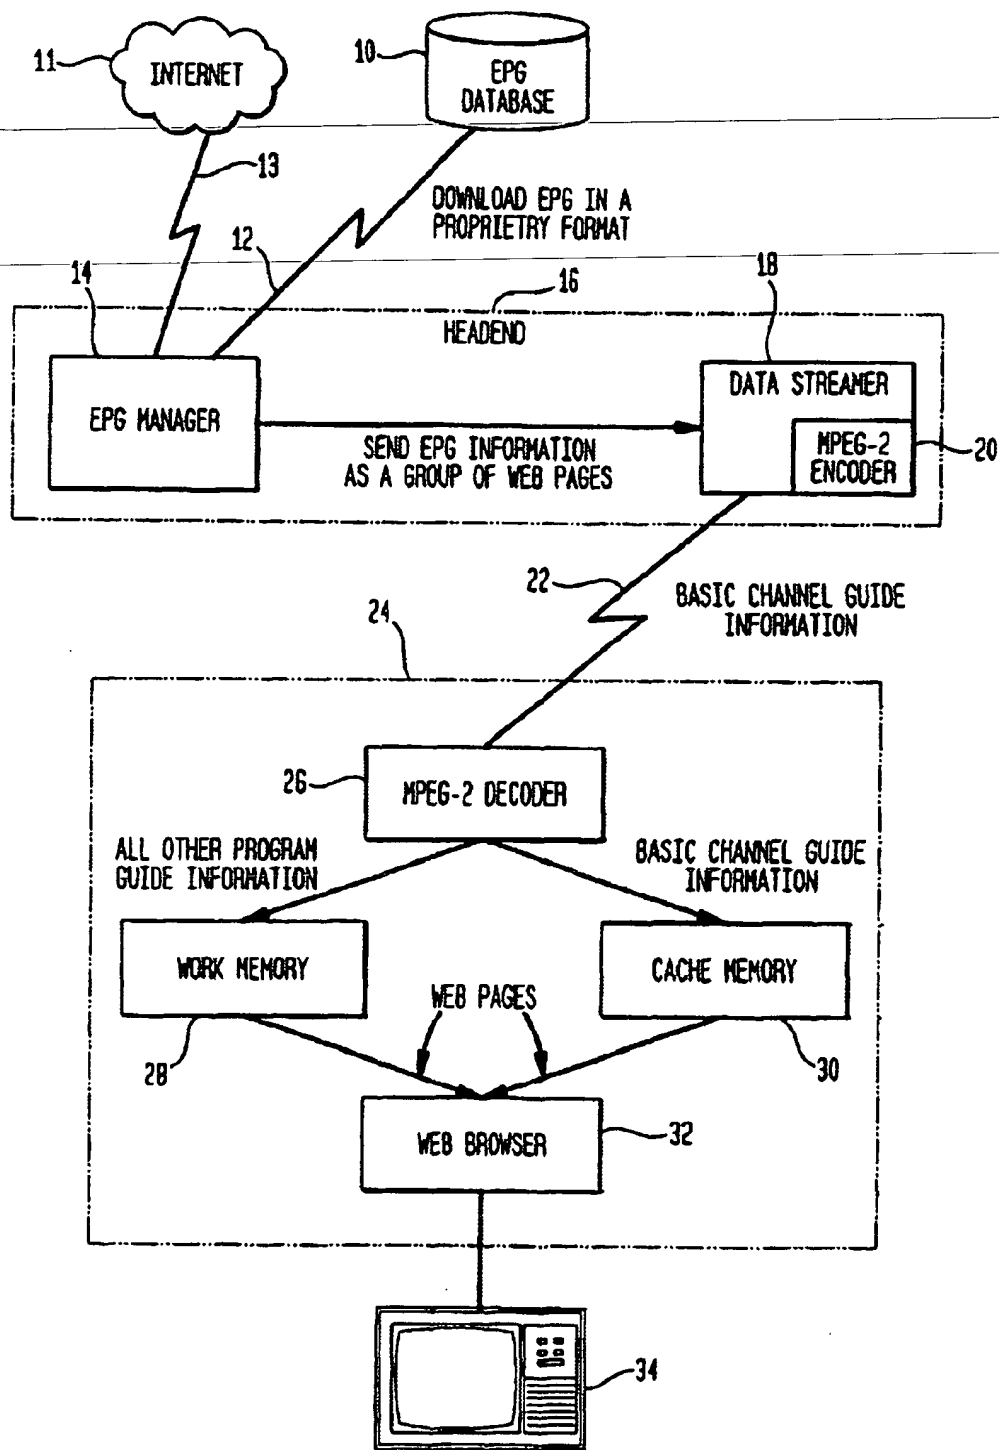 11
INTERNET
10
EPG
DATABASE
13
DOWNLOAD EPG IN A
PROPRIETRY FORMAT
12
14
16
18
HEADEND
EPG MANAGER
DATA STREAMER
MPEG-2
ENCODER
20
SEND EPG INFORMATION
AS A GROUP OF WEB PAGES
22
BASIC CHANNEL GUIDE
INFORMATION
24
26
MPEG-2 DECODER
ALL OTHER PROGRAM
GUIDE INFORMATION
BASIC CHANNEL GUIDE
INFORMATION
WORK MEMORY
CACHE MEMORY
WEB PAGES
28
30
WEB BROWSER
32
34